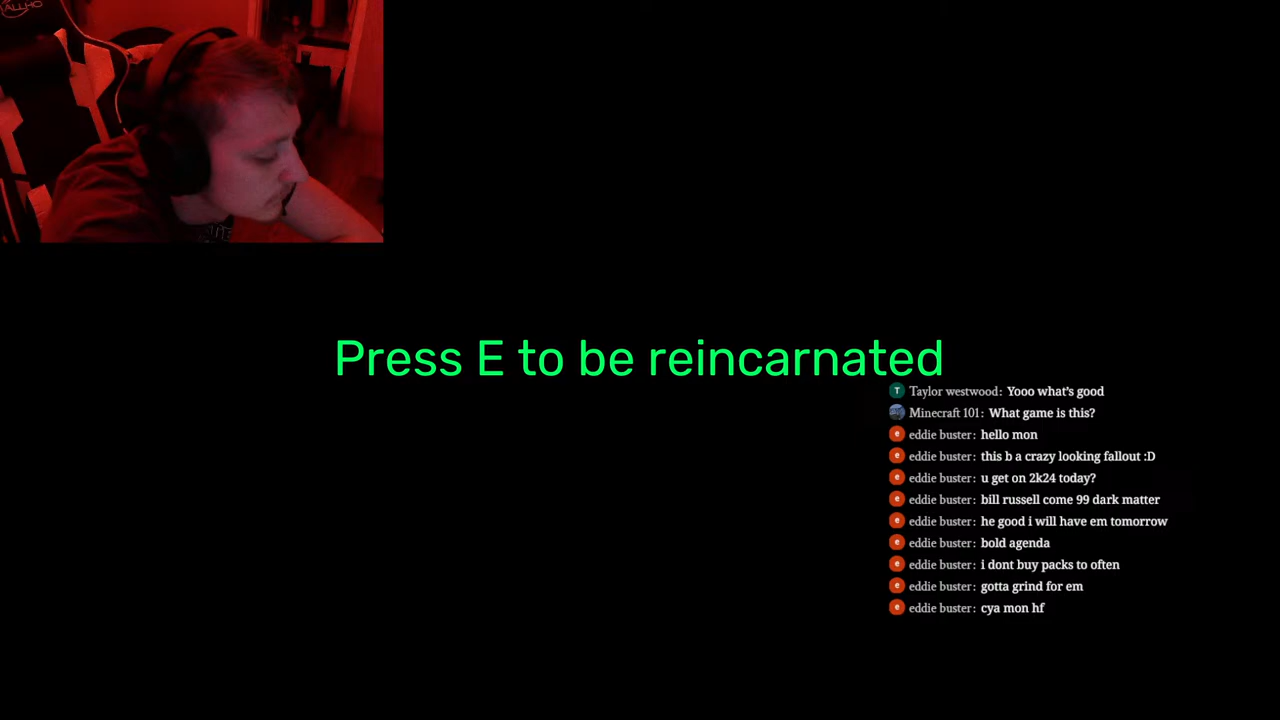 Press E to be reincarnated
Taylor westwood: Yooo what's good
Minecraft 101: What game is this?
eddie buster: hello mon
eddie buster: this b a crazy looking fallout :D
eddie buster: u get on 2k24 today?
eddie buster: bill russell come 99 dark matter
eddie buster: he good i will have em tomorrow
eddie buster: bold agenda
eddie buster: i dont buy packs to often
eddie buster: gotta grind for em
eddie buster: cya mon hf